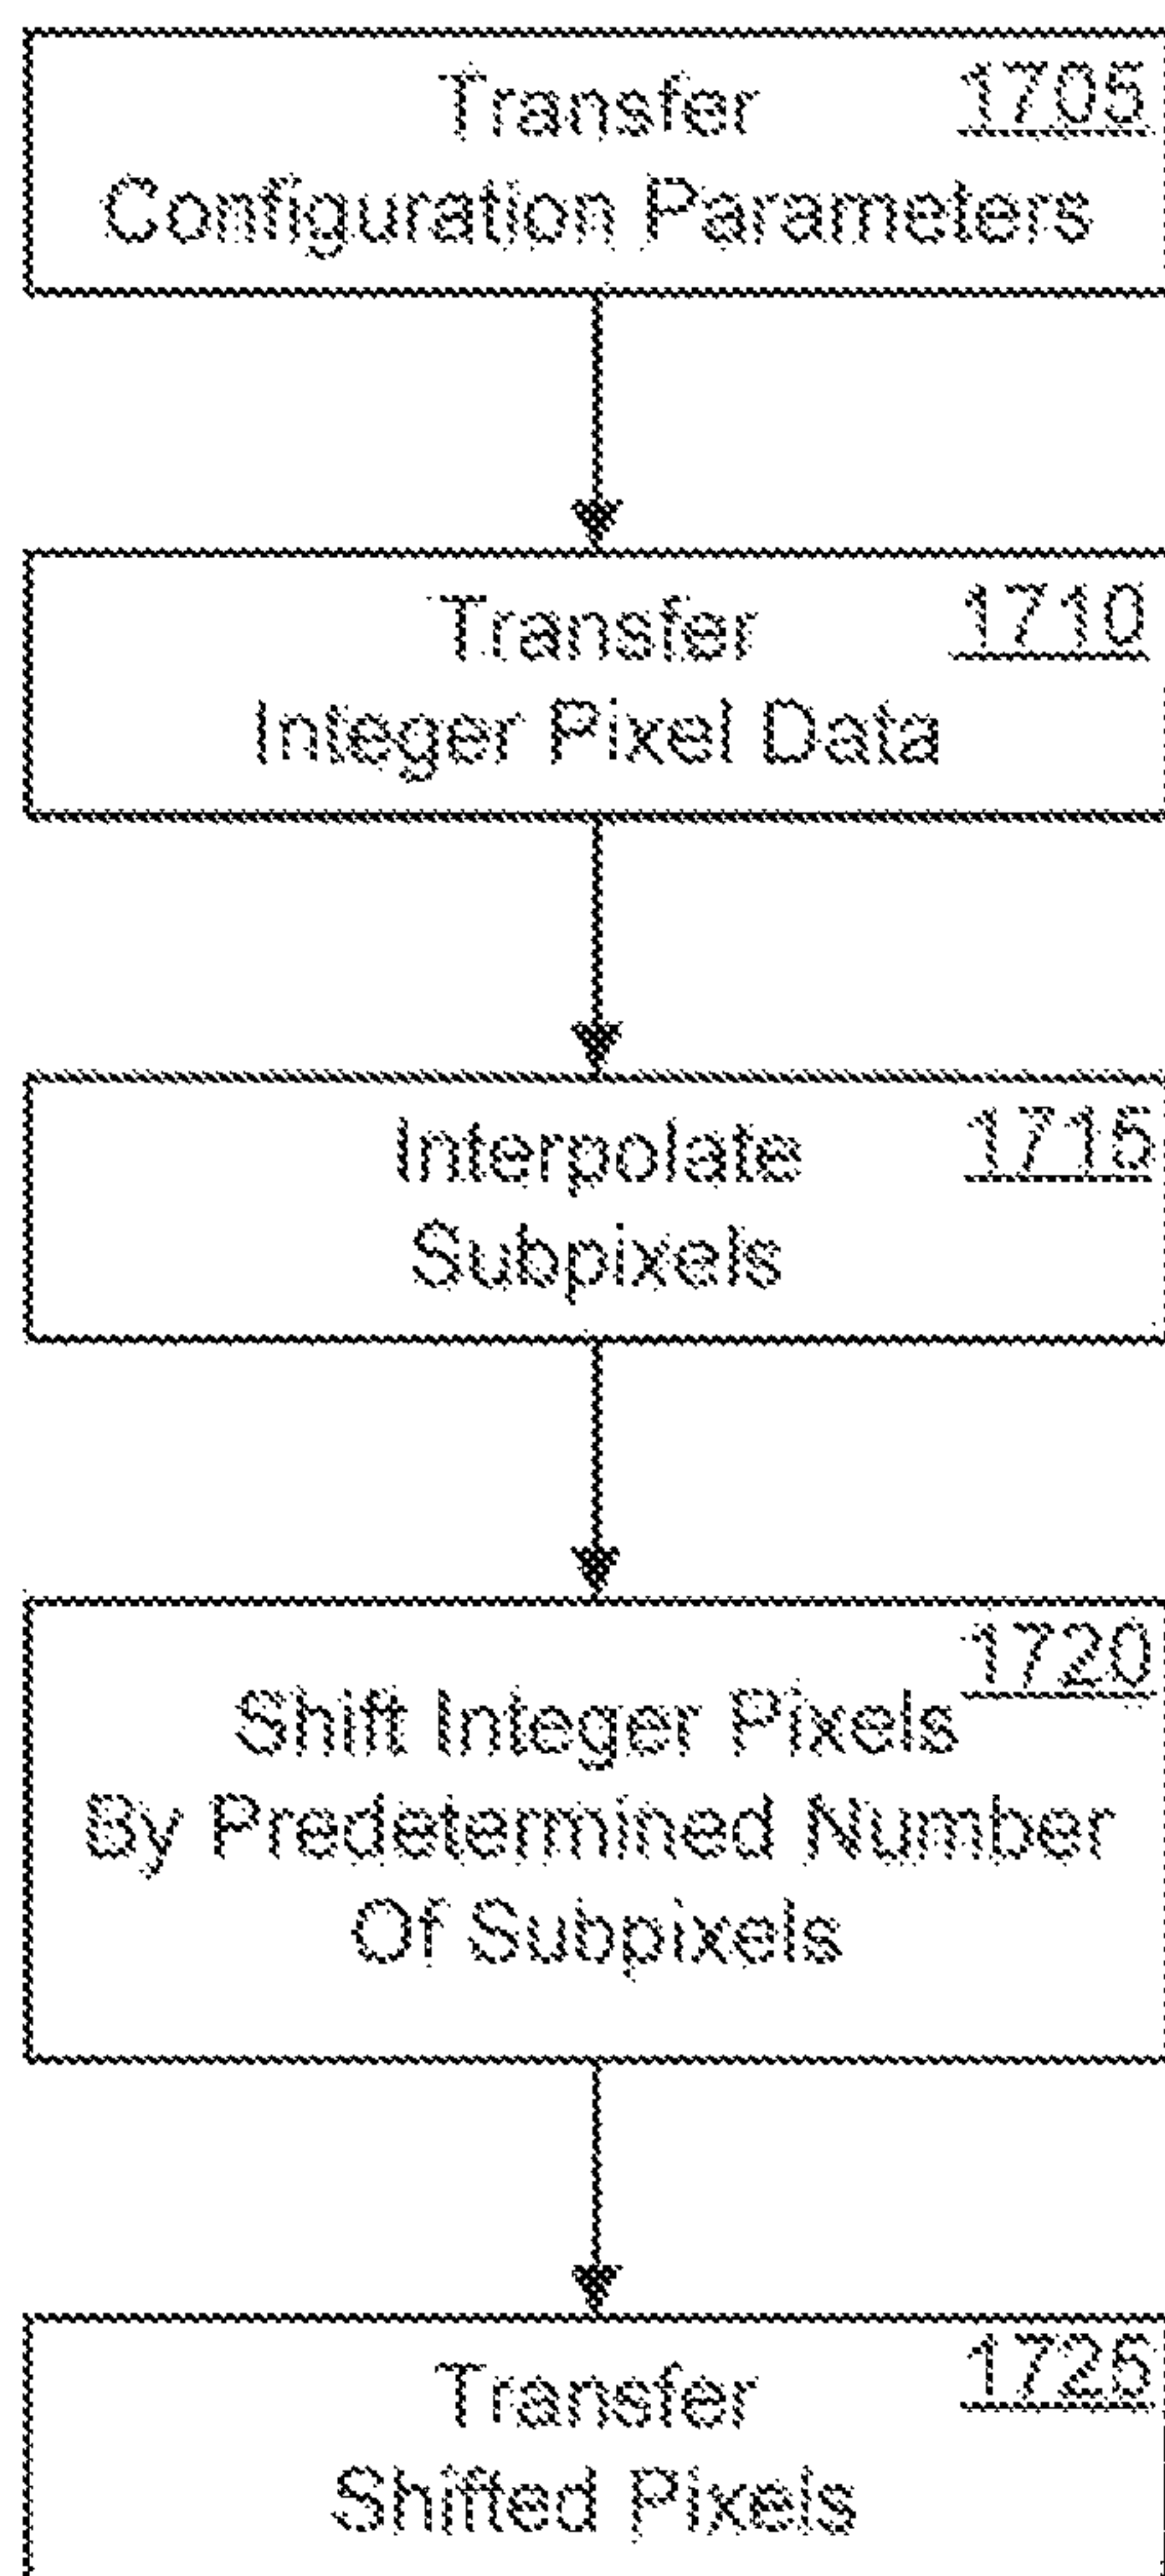 Transfer 1705
Configuration Parameters
Transfer 1710
Integer Pixel Data
Interpolate 1715
Subpixels
1720
Shift Integer Pixels
By Predetermined Number
Of Subpixels
Transfer 1725
Shifted Pixels